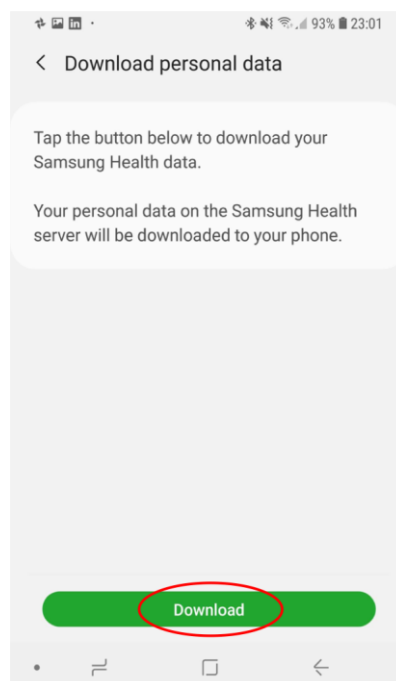 in 93% 23:01
Download personal data
Tap the button below to download your
Samsung Health data.
Your personal data on the Samsung Health
server will be downloaded to your phone.
Download